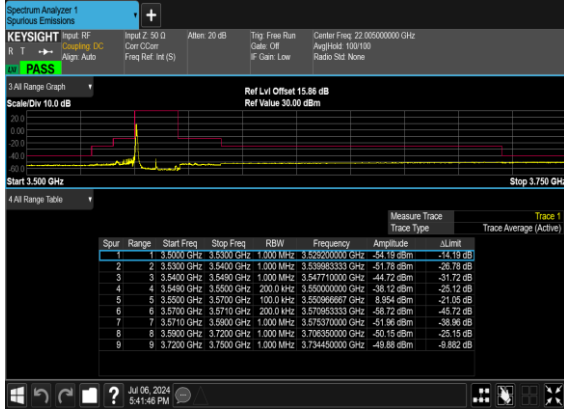 Spectrum Analyzer 1
Spurious Emissions
+
KEYSIGHT Input: RF Input Z: 50 Ω Atten: 20 dB Trig: Free Run Center Freq: 22.005000000 GHz
R T Coupling: DC Corr CCorr Gate: Off Avg|Hold: 100/100
Align: Auto Freq Ref: Int (S) IF Gain: Low Radio Std: None
PASS
3 All Range Graph Ref Lvl Offset 15.86 dB
Scale/Div 10.0 dB Ref Value 30.00 dBm
20.0
0.00
-20.0
-40.0
-60.0
Start 3.500 GHz Stop 3.750 GHz
4 All Range Table
Measure Trace Trace 1
Trace Type Trace Average (Active)
Spur Range Start Freq Stop Freq RBW Frequency Amplitude ΔLimit
1 1 3.5000 GHz 3.5300 GHz 1.000 MHz 3.529200000 GHz -54.19 dBm -14.19 dB
2 2 3.5300 GHz 3.5400 GHz 1.000 MHz 3.539983333 GHz -51.78 dBm -26.78 dB
3 3 3.5400 GHz 3.5490 GHz 1.000 MHz 3.547710000 GHz -44.72 dBm -31.72 dB
4 4 3.5490 GHz 3.5500 GHz 200.0 kHz 3.550000000 GHz -38.12 dBm -25.12 dB
5 5 3.5500 GHz 3.5700 GHz 100.0 kHz 3.550966667 GHz 8.954 dBm -21.05 dB
6 6 3.5700 GHz 3.5710 GHz 200.0 kHz 3.570953333 GHz -58.72 dBm -45.72 dB
7 7 3.5710 GHz 3.5900 GHz 1.000 MHz 3.575370000 GHz -51.96 dBm -38.96 dB
8 8 3.5900 GHz 3.7200 GHz 1.000 MHz 3.706350000 GHz -50.15 dBm -25.15 dB
9 9 3.7200 GHz 3.7500 GHz 1.000 MHz 3.734450000 GHz -49.88 dBm -9.882 dB
? Jul 06, 2024
5:41:46 PM